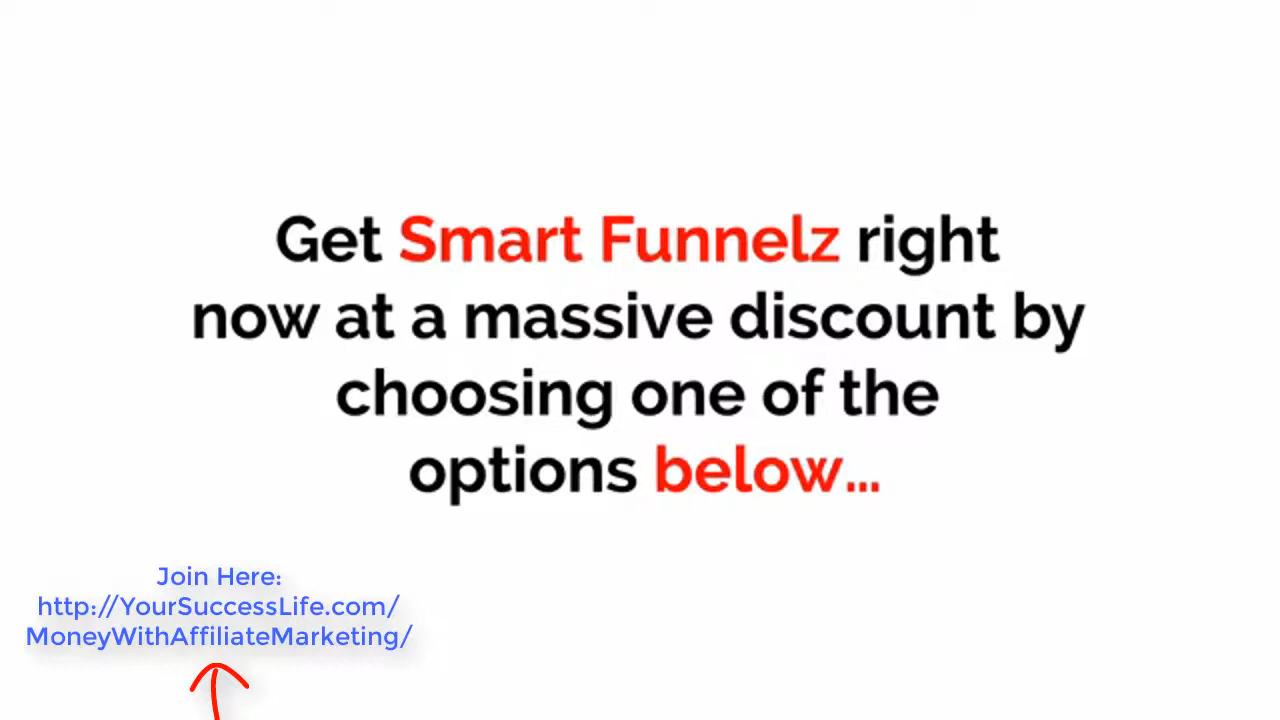 Get Smart Funnelz right
now at a massive discount by
choosing one of the
options below...
Join Here:
http://YourSuccessLife.com/
MoneyWithAffiliateMarketing/